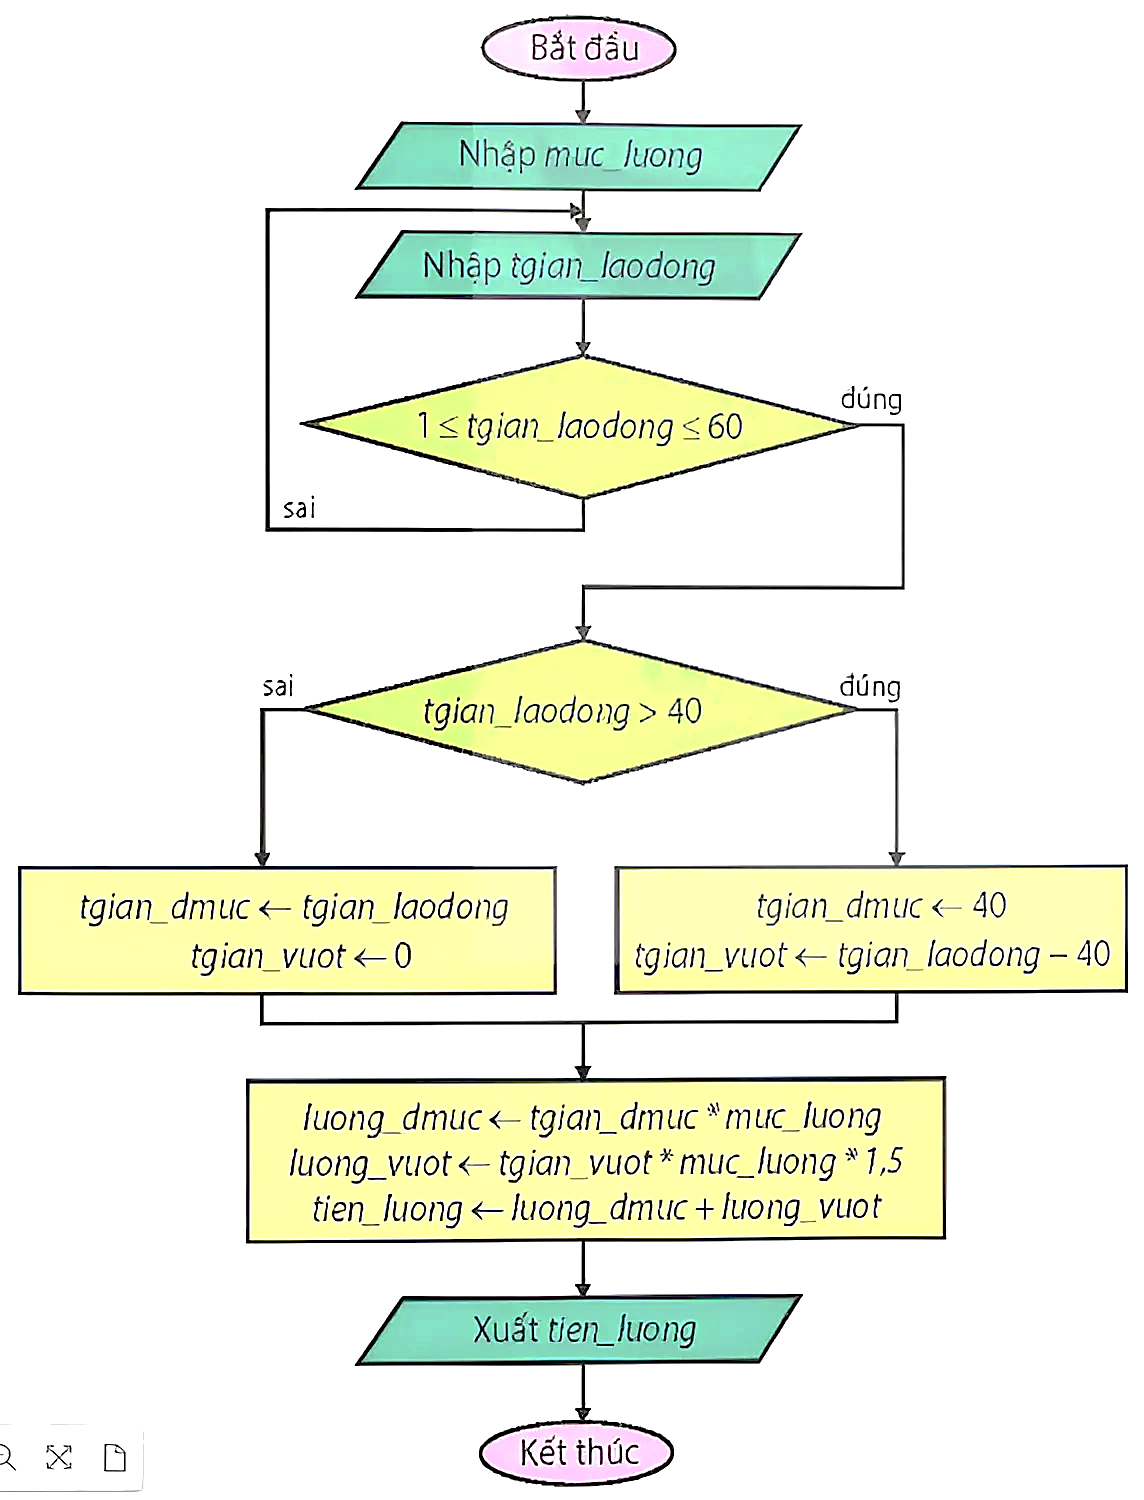 Bắt đầu
Nhập muc_luong
Nhập tgian_laodong
1 ≤ tgian_laodong ≤ 60
đúng
sai
tgian_laodong > 40
sai
đúng
tgian_dmuc ← tgian_laodong
tgian_vuot ← 0
tgian_dmuc ← 40
tgian_vuot ← tgian_laodong – 40
luong_dmuc ← tgian_dmuc * muc_luong
luong_vuot ← tgian_vuot * muc_luong * 1,5
tien_luong ← luong_dmuc + luong_vuot
Xuất tien_luong
Kết thúc